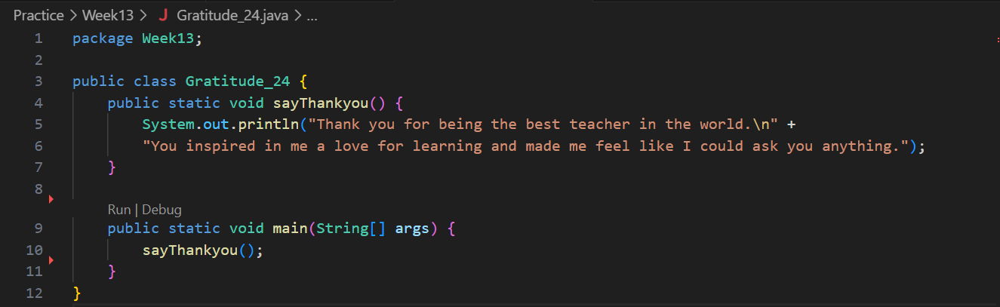 Practice > Week13 > J Gratitude_24.java > ...
1 package Week13;
2
3 public class Gratitude_24 {
4     public static void sayThankyou() {
5         System.out.println("Thank you for being the best teacher in the world.\n" +
6         "You inspired in me a love for learning and made me feel like I could ask you anything.");
7     }
8
Run | Debug
9     public static void main(String[] args) {
10         sayThankyou();
11     }
12 }